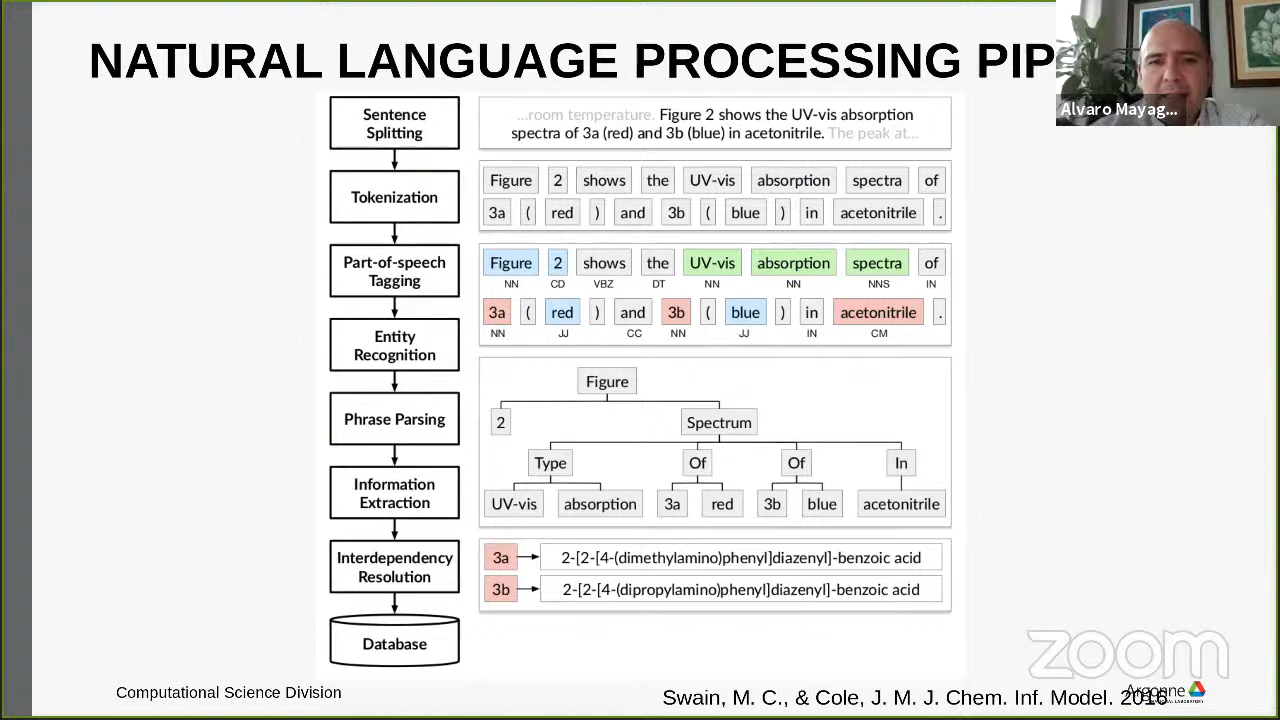 NATURAL LANGUAGE PROCESSING PIP
Alvaro Mayag...
Sentence
Splitting
Tokenization
Part-of-speech
Tagging
Entity
Recognition
Phrase Parsing
Information
Extraction
Interdependency
Resolution
Database
...room temperature. Figure 2 shows the UV-vis absorption
spectra of 3a (red) and 3b (blue) in acetonitrile. The peak at...
Figure 2 shows the UV-vis absorption spectra of
3a ( red ) and 3b ( blue ) in acetonitrile .
Figure 2 shows the UV-vis absorption spectra of
NN CD VBZ DT NN NN NNS IN
3a ( red ) and 3b ( blue ) in acetonitrile .
NN JJ CC NN JJ IN CM
Figure
2 Spectrum
Type Of Of In
UV-vis absorption 3a red 3b blue acetonitrile
3a 2-[2-[4-(dimethylamino)phenyl]diazenyl]-benzoic acid
3b 2-[2-[4-(dipropylamino)phenyl]diazenyl]-benzoic acid
zoom
Computational Science Division
Swain, M. C., & Cole, J. M. J. Chem. Inf. Model. 2016
Argonne